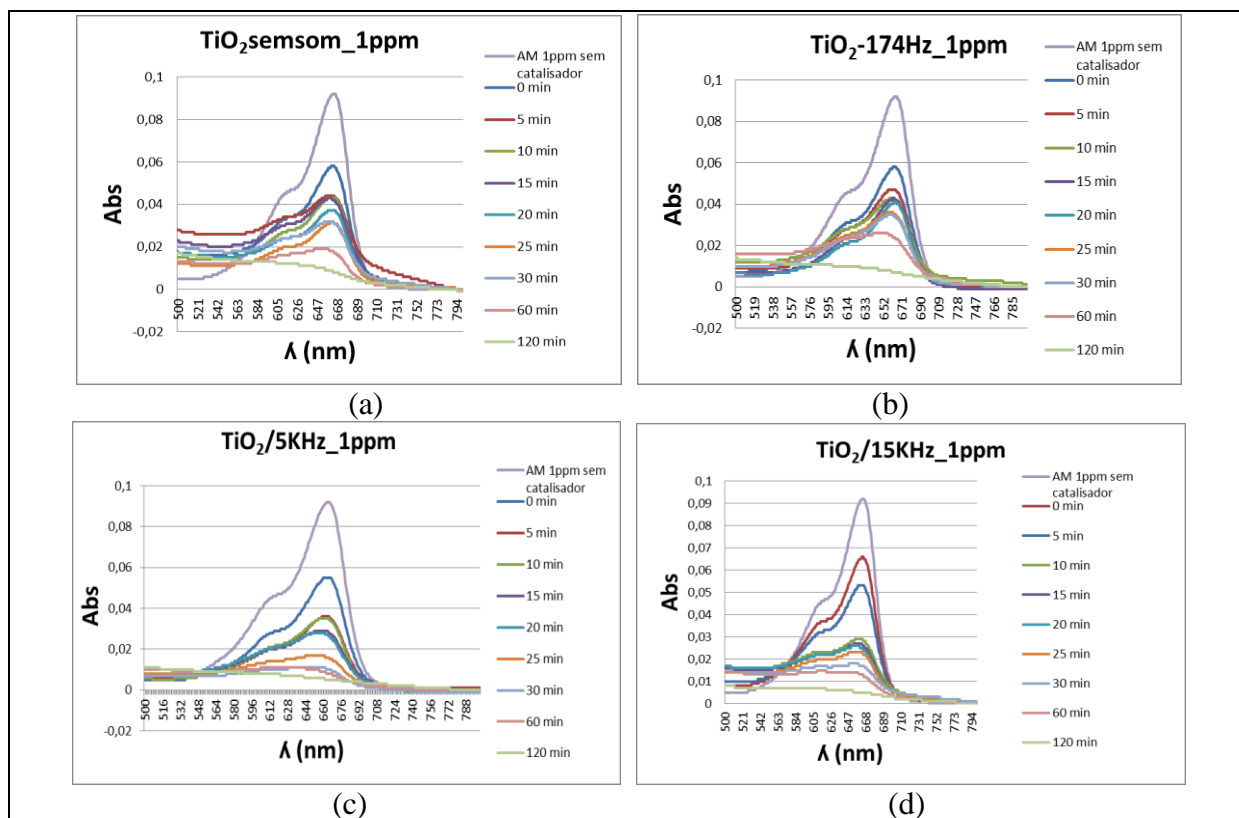 TiO₂semsom_1ppm
Abs
0,1
0,08
0,06
0,04
0,02
0
-0,02
500 521 542 563 584 605 626 647 668 689 710 731 752 773 794
ʎ (nm)
AM 1ppm sem
catalisador
0 min
5 min
10 min
15 min
20 min
25 min
30 min
60 min
120 min
(a)
TiO₂-174Hz_1ppm
Abs
0,1
0,08
0,06
0,04
0,02
0
-0,02
500 519 538 557 576 595 614 633 652 671 690 709 728 747 766 785
ʎ (nm)
AM 1ppm sem
catalisador
0 min
5 min
10 min
15 min
20 min
25 min
30 min
60 min
120 min
(b)
TiO₂/5KHz_1ppm
Abs
0,1
0,08
0,06
0,04
0,02
0
-0,02
500 516 532 548 564 580 596 612 628 644 660 676 692 708 724 740 756 772 788
ʎ (nm)
AM 1ppm sem
catalisador
0 min
5 min
10 min
15 min
20 min
25 min
30 min
60 min
120 min
(c)
TiO₂/15KHz_1ppm
Abs
0,1
0,09
0,08
0,07
0,06
0,05
0,04
0,03
0,02
0,01
0
500 521 542 563 584 605 626 647 668 689 710 731 752 773 794
ʎ (nm)
AM 1ppm sem
catalisador
0 min
5 min
10 min
15 min
20 min
25 min
30 min
60 min
120 min
(d)